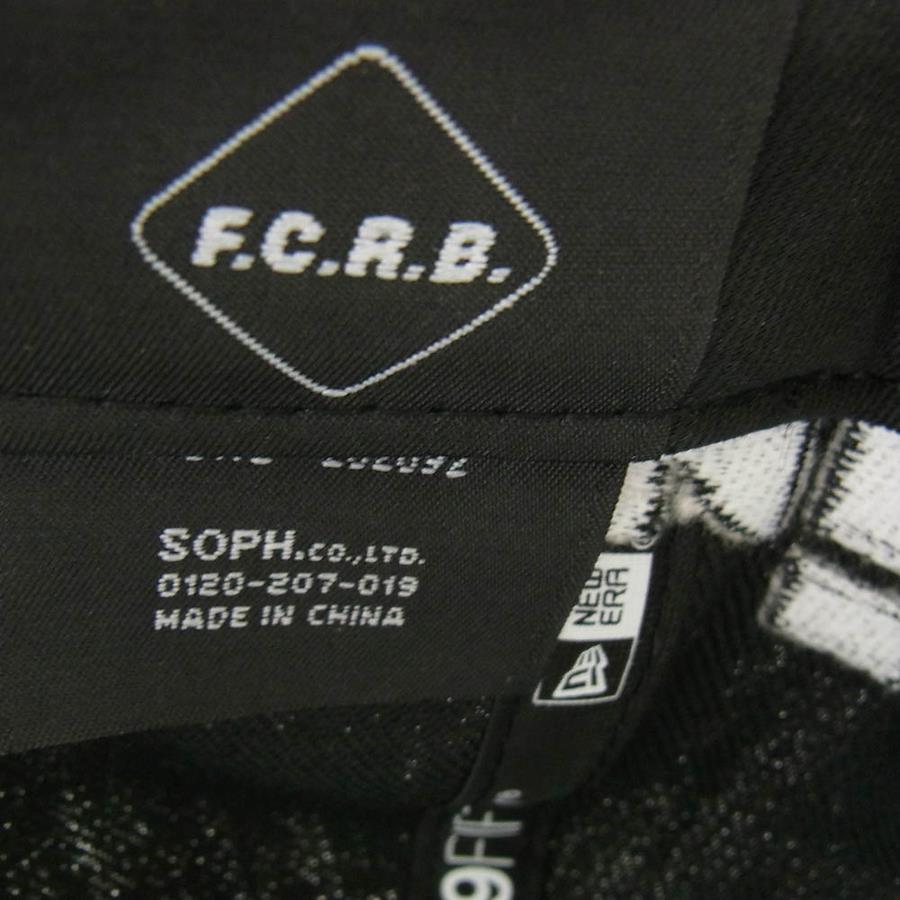 F.C.R.B.
SOPH.CO.,LTD.
0120-207-019
MADE IN CHINA
NEW
ERA